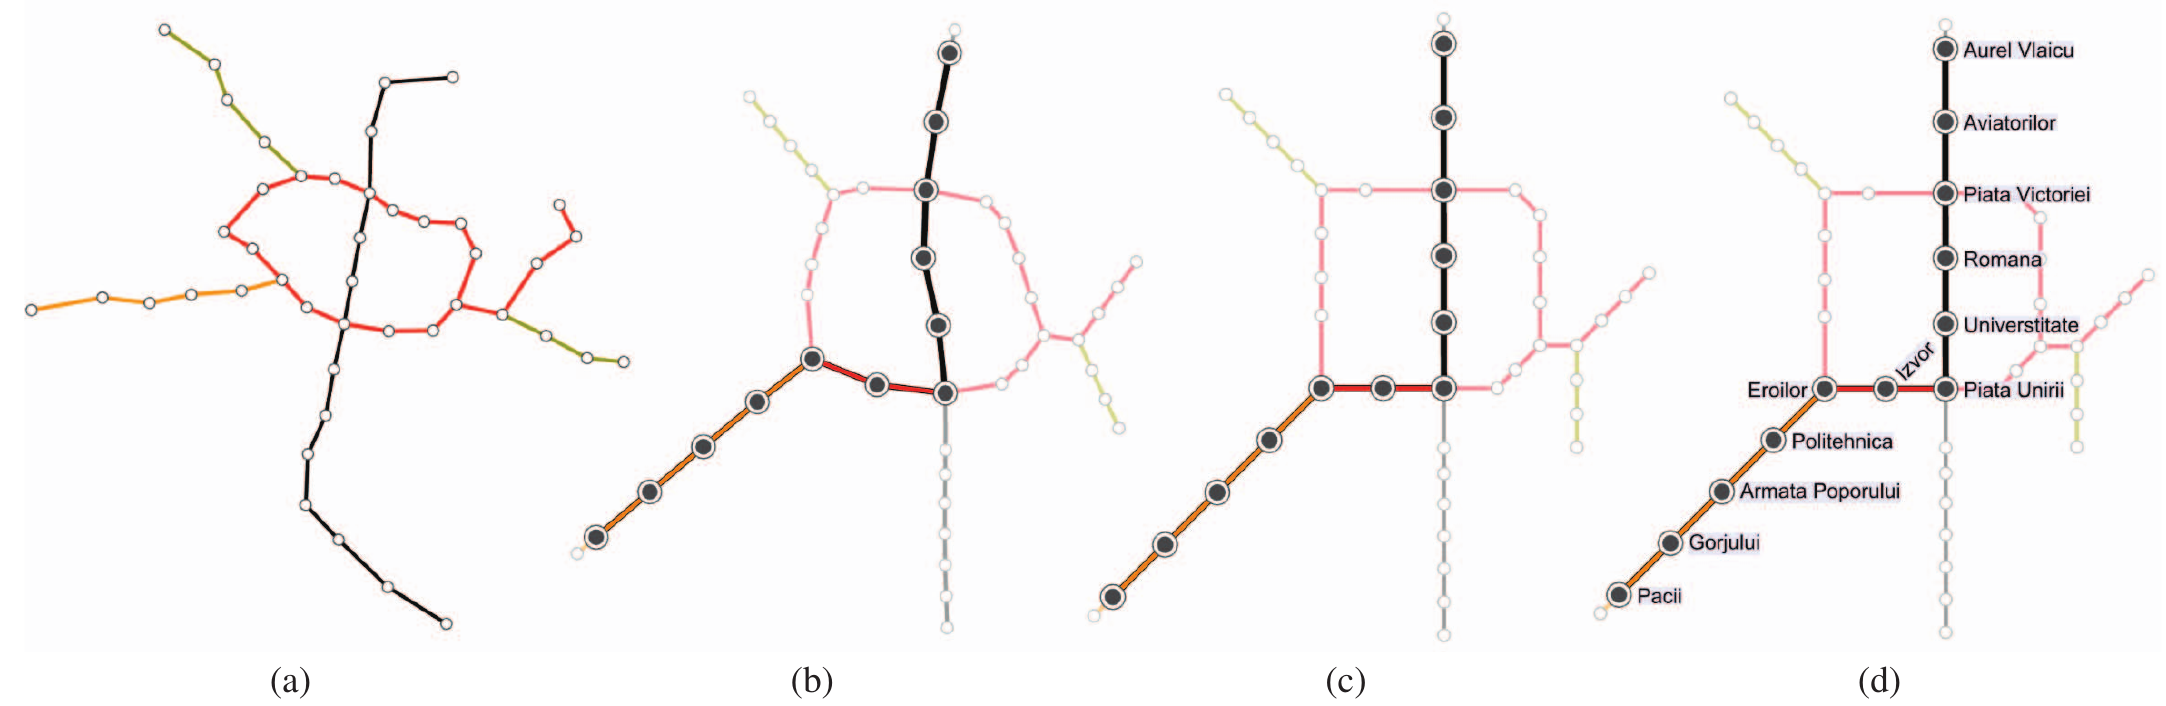 Aurel Vlaicu
Aviatorilor
Piata Victoriei
Romana
Universtitate
Izvor
Eroilor
Piata Unirii
Politehnica
Armata Poporului
Gorjului
Pacii
(a)
(b)
(c)
(d)